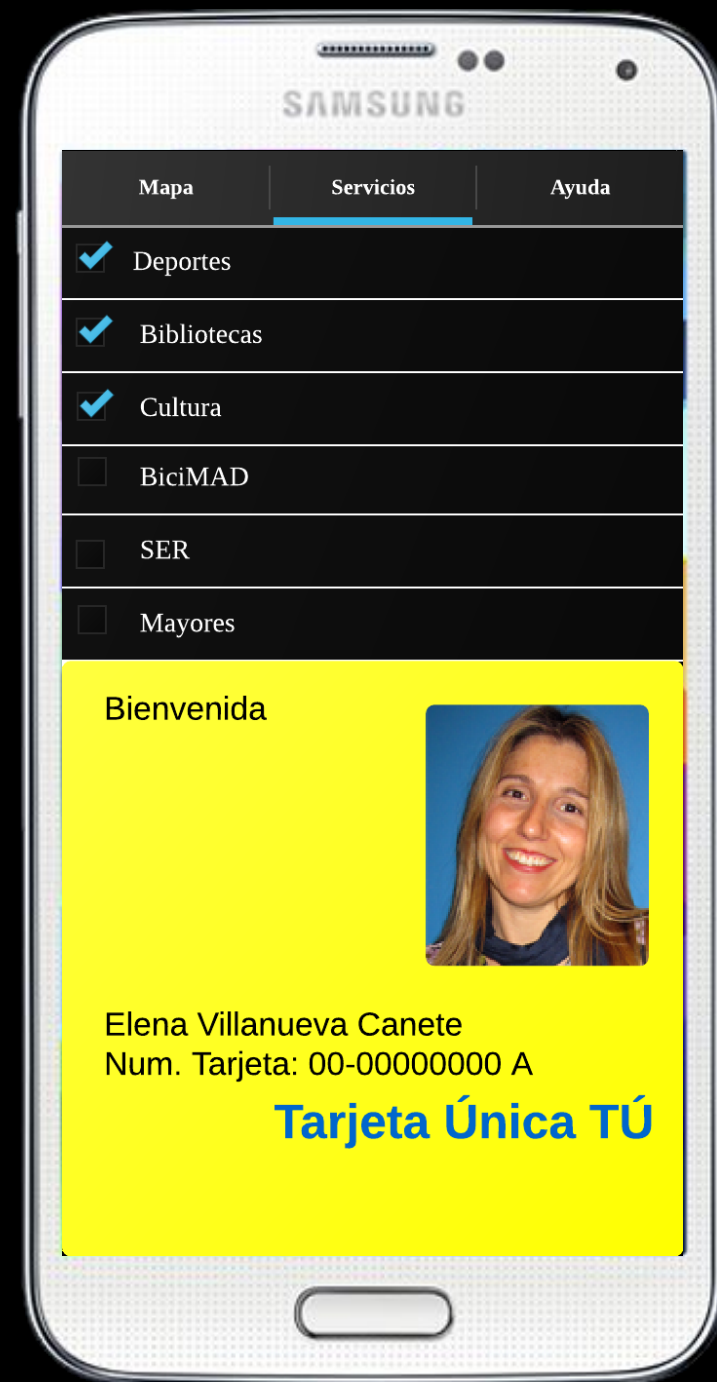 SAMSUNG
Mapa Servicios Ayuda
Deportes
Bibliotecas
Cultura
BiciMAD
SER
Mayores
Bienvenida
Elena Villanueva Canete
Num. Tarjeta: 00-00000000 A
Tarjeta Única TÚ